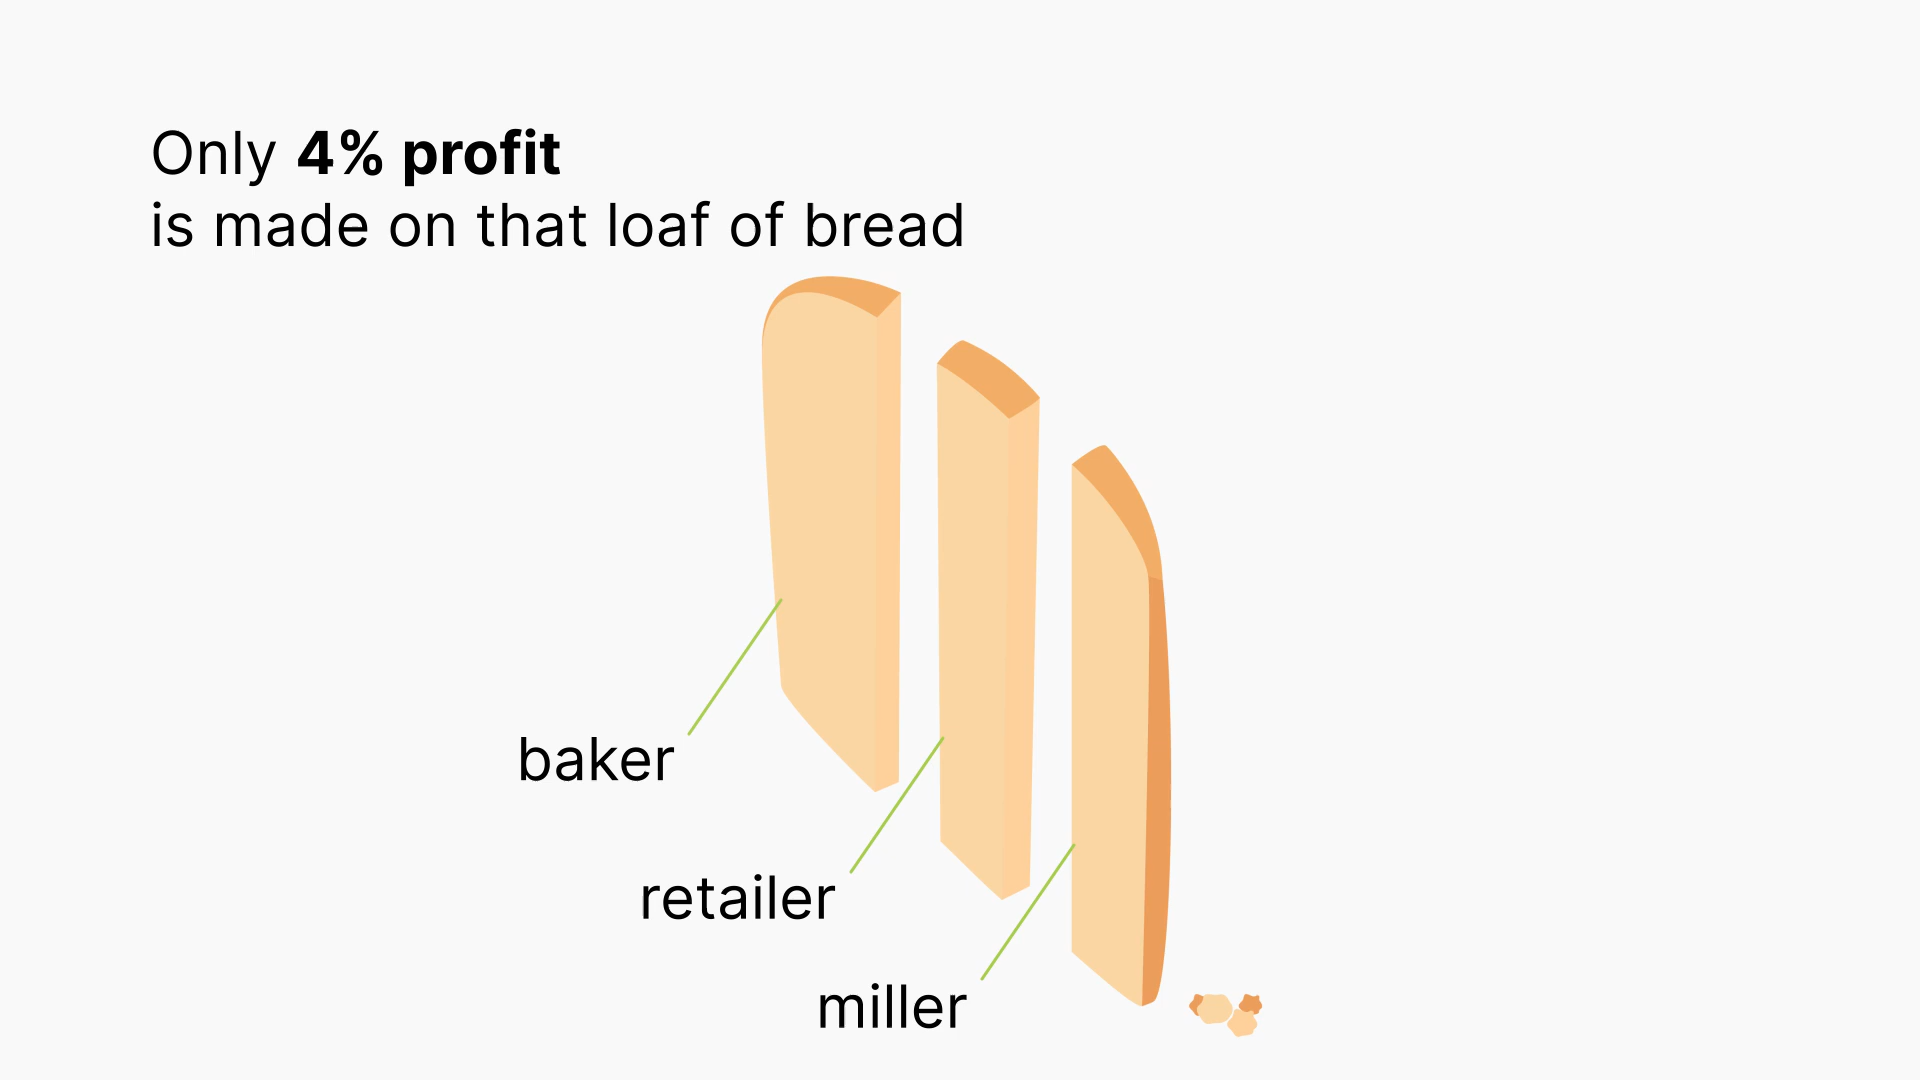 Only 4% profit
is made on that loaf of bread
baker
retailer
miller